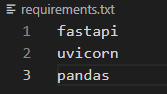 requirements.txt
1 fastapi
2 uvicorn
3 pandas